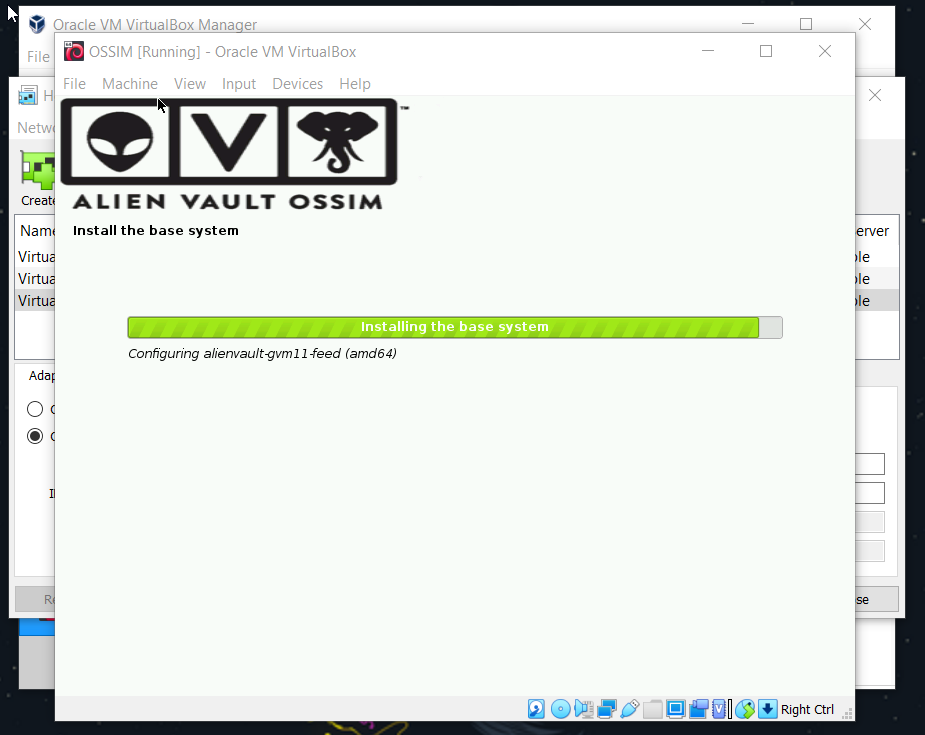 Oracle VM VirtualBox Manager
File
OSSIM [Running] - Oracle VM VirtualBox
File Machine View Input Devices Help
H
Netwo
Create
Name
erver
Virtua
ble
Virtua
ble
Virtua
ble
Adap
™
ALIEN VAULT OSSIM
Install the base system
Installing the base system
Configuring alienvault-gvm11-feed (amd64)
Re
se
V
Right Ctrl